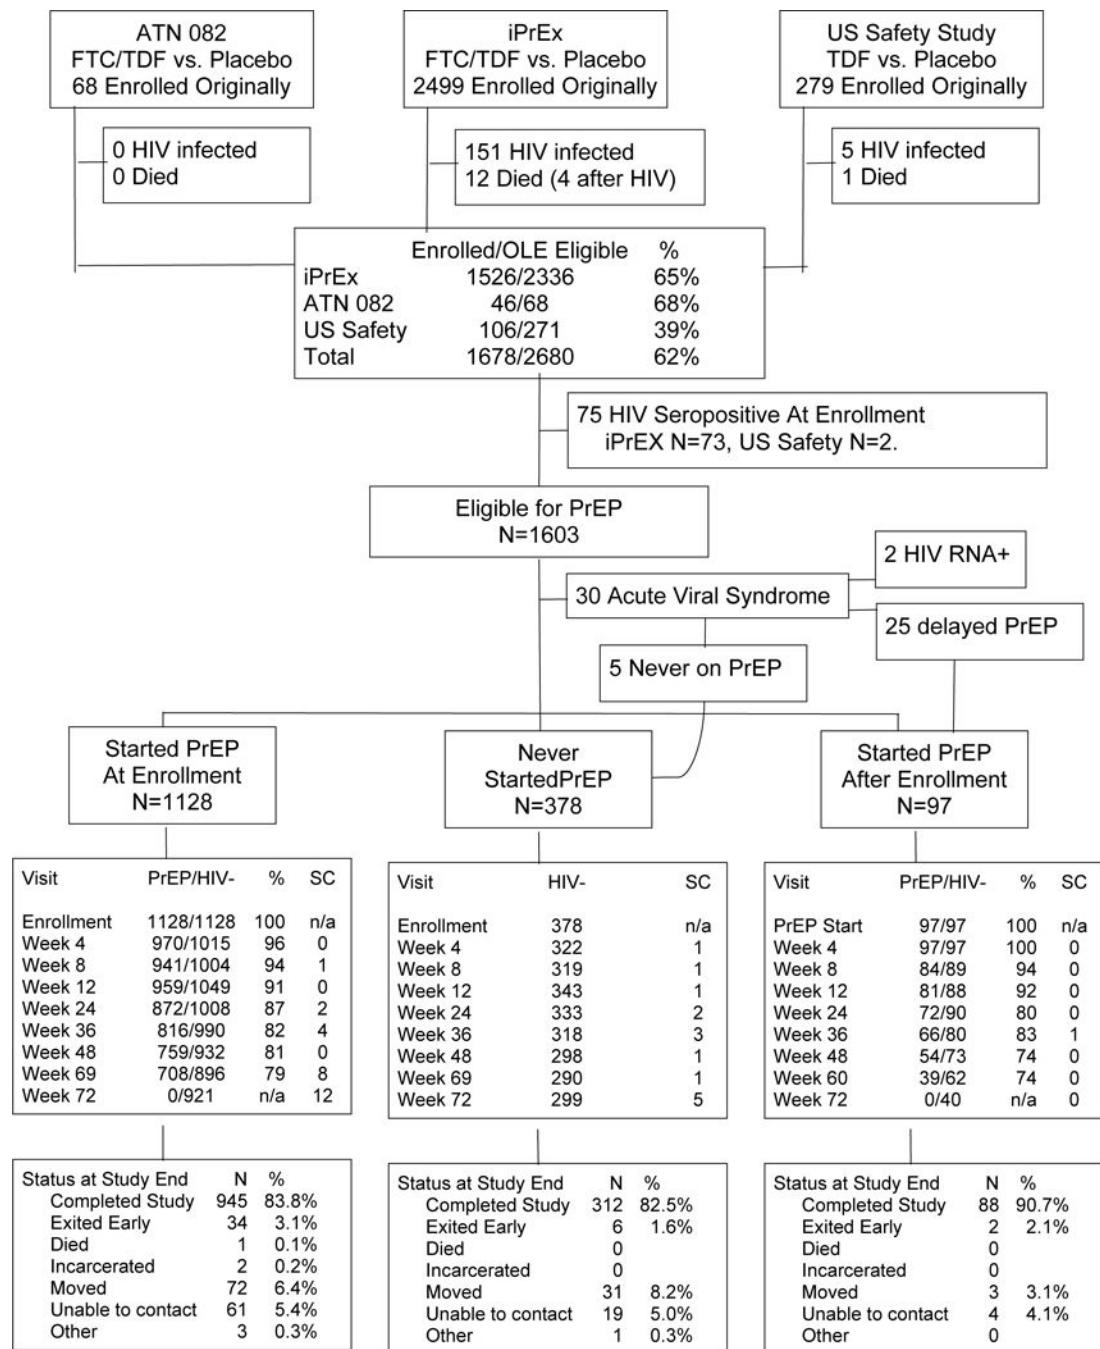 ATN 082
FTC/TDF vs. Placebo
68 Enrolled Originally
iPrEx
FTC/TDF vs. Placebo
2499 Enrolled Originally
US Safety Study
TDF vs. Placebo
279 Enrolled Originally
0 HIV infected
0 Died
151 HIV infected
12 Died (4 after HIV)
5 HIV infected
1 Died
Enrolled/OLE Eligible %
iPrEx 1526/2336 65%
ATN 082 46/68 68%
US Safety 106/271 39%
Total 1678/2680 62%
75 HIV Seropositive At Enrollment
iPrEX N=73, US Safety N=2.
Eligible for PrEP
N=1603
2 HIV RNA+
30 Acute Viral Syndrome
25 delayed PrEP
5 Never on PrEP
Started PrEP
At Enrollment
N=1128
Never
StartedPrEP
N=378
Started PrEP
After Enrollment
N=97
Visit PrEP/HIV- % SC
Enrollment 1128/1128 100 n/a
Week 4 970/1015 96 0
Week 8 941/1004 94 1
Week 12 959/1049 91 0
Week 24 872/1008 87 2
Week 36 816/990 82 4
Week 48 759/932 81 0
Week 69 708/896 79 8
Week 72 0/921 n/a 12
Visit HIV- SC
Enrollment 378 n/a
Week 4 322 1
Week 8 319 1
Week 12 343 1
Week 24 333 2
Week 36 318 3
Week 48 298 1
Week 69 290 1
Week 72 299 5
Visit PrEP/HIV- % SC
PrEP Start 97/97 100 n/a
Week 4 97/97 100 0
Week 8 84/89 94 0
Week 12 81/88 92 0
Week 24 72/90 80 0
Week 36 66/80 83 1
Week 48 54/73 74 0
Week 60 39/62 74 0
Week 72 0/40 n/a 0
Status at Study End N %
Completed Study 945 83.8%
Exited Early 34 3.1%
Died 1 0.1%
Incarcerated 2 0.2%
Moved 72 6.4%
Unable to contact 61 5.4%
Other 3 0.3%
Status at Study End N %
Completed Study 312 82.5%
Exited Early 6 1.6%
Died 0
Incarcerated 0
Moved 31 8.2%
Unable to contact 19 5.0%
Other 1 0.3%
Status at Study End N %
Completed Study 88 90.7%
Exited Early 2 2.1%
Died 0
Incarcerated 0
Moved 3 3.1%
Unable to contact 4 4.1%
Other 0